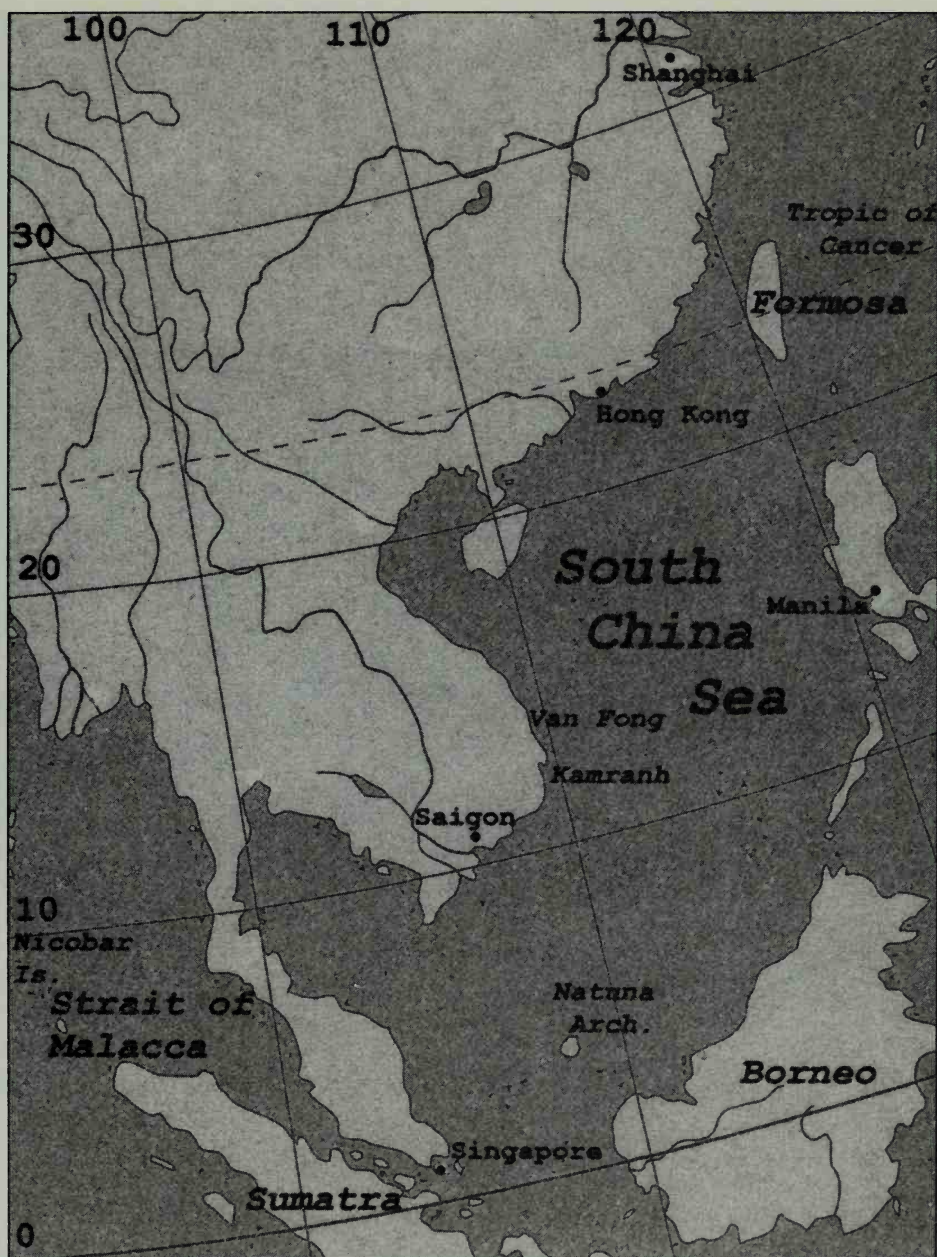 100
110
120
Shanghai
30
Tropic of
Cancer
Formosa
Hong Kong
20
South
China
Sea
Manila
Van Fong
Kamranh
Saigon
10
Nicobar
Is.
Strait of
Malacca
Natuna
Arch.
Borneo
Singapore
Sumatra
0